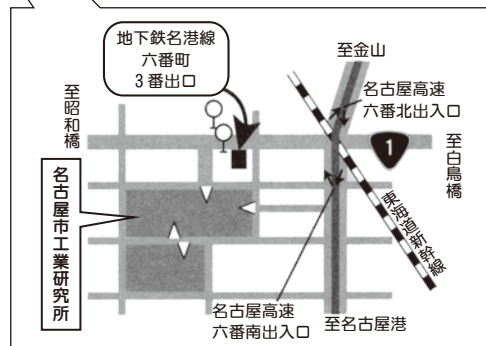 地下鉄名港線
六番町
3番出口
至金山
至昭和橋
名古屋高速
六番北出入口
1
至白鳥橋
名古屋市工業研究所
東海道新幹線
名古屋高速
六番南出入口
至名古屋港